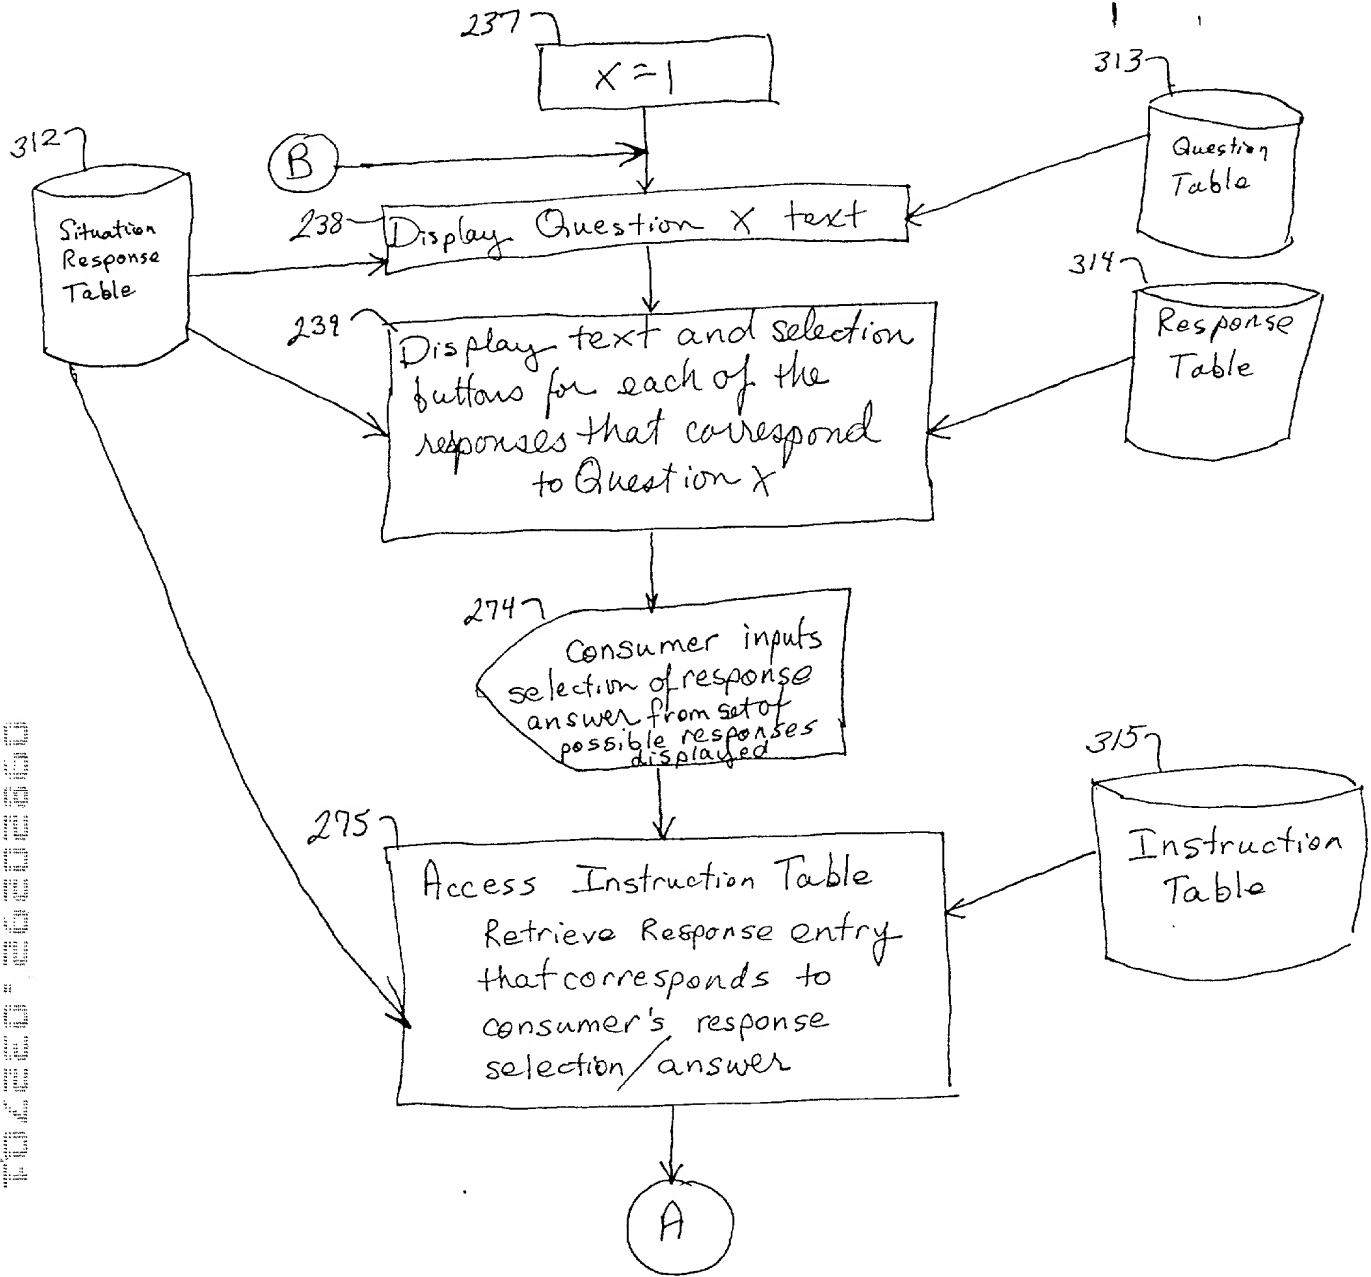 237
X=1
313
Question
Table
312
B
Situation
Response
Table
238
Display Question X text
314
Response
Table
239
Display text and selection
buttons for each of the
responses that correspond
to Question X
274
Consumer inputs
selection of response
answer from set of
possible responses
displayed
315
Instruction
Table
275
Access Instruction Table
Retrieve Response entry
that corresponds to
consumer's response
selection/answer
A